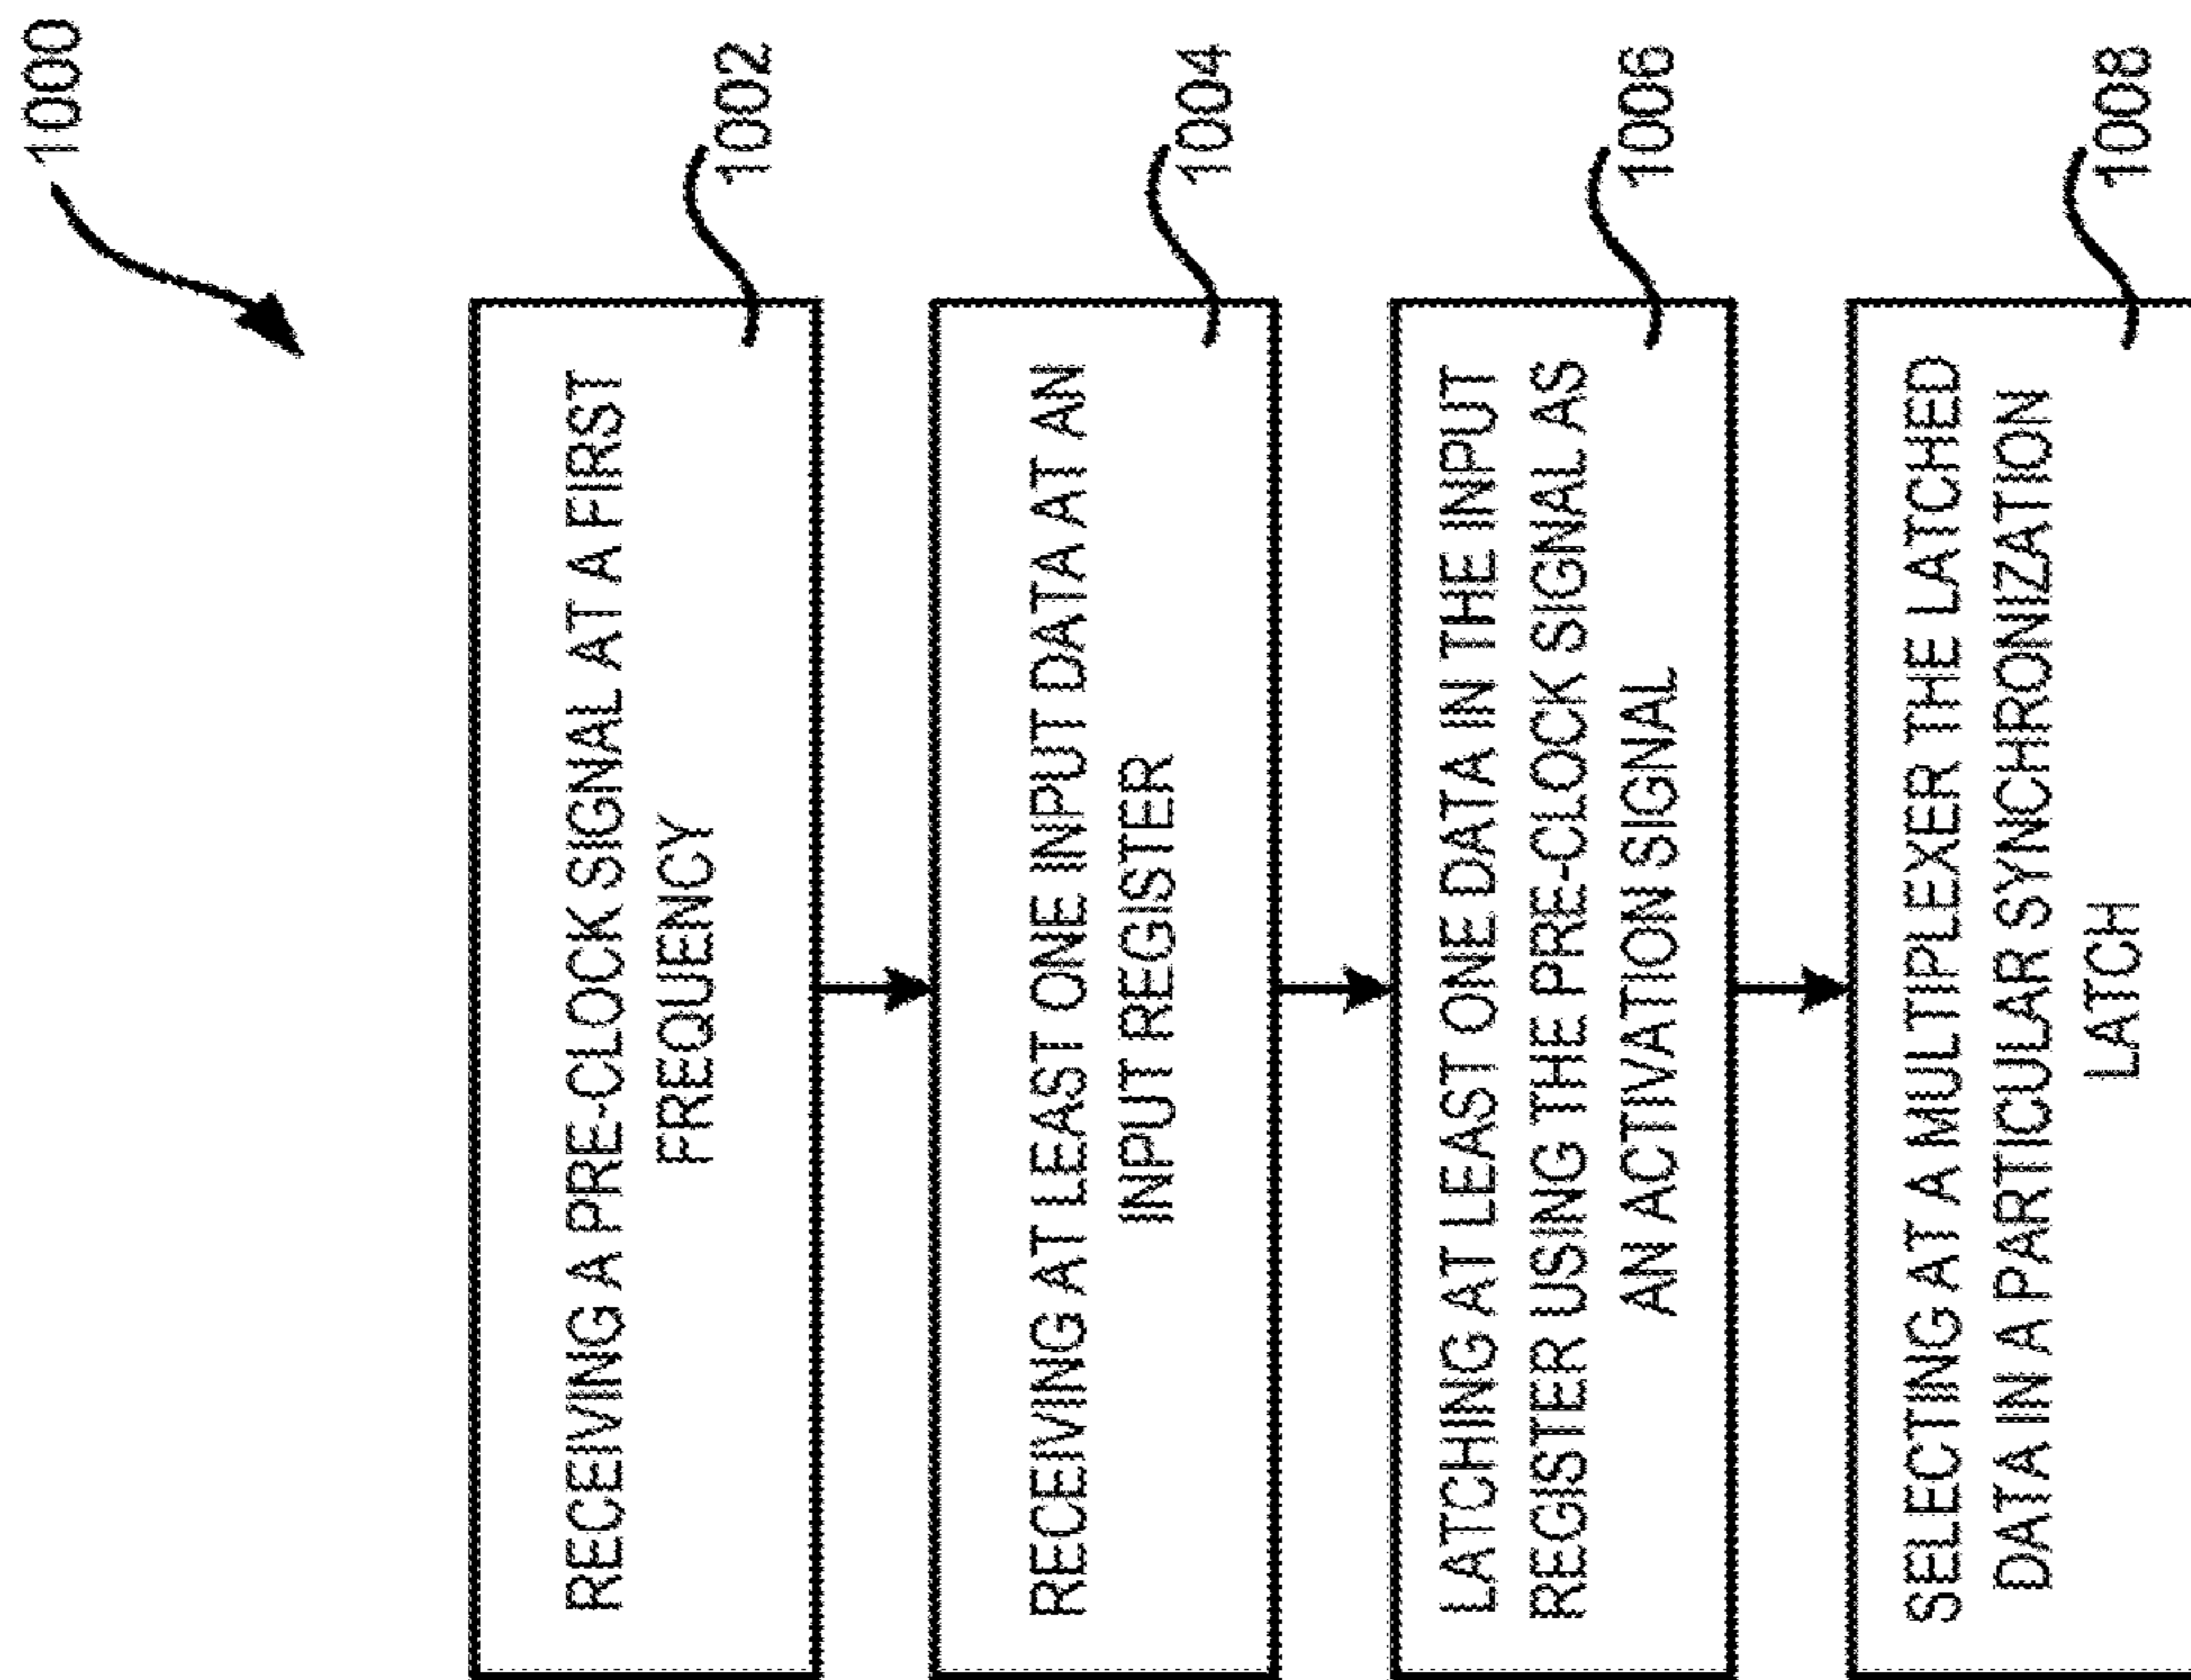 1000
RECEIVING A PRE-CLOCK SIGNAL AT A FIRST
FREQUENCY
1002
RECEIVING AT LEAST ONE INPUT DATA AT AN
INPUT REGISTER
1004
LATCHING AT LEAST ONE DATA IN THE INPUT
REGISTER USING THE PRE-CLOCK SIGNAL AS
AN ACTIVATION SIGNAL
1006
SELECTING AT A MULTIPLEXER THE LATCHED
DATA IN A PARTICULAR SYNCHRONIZATION
LATCH
1008